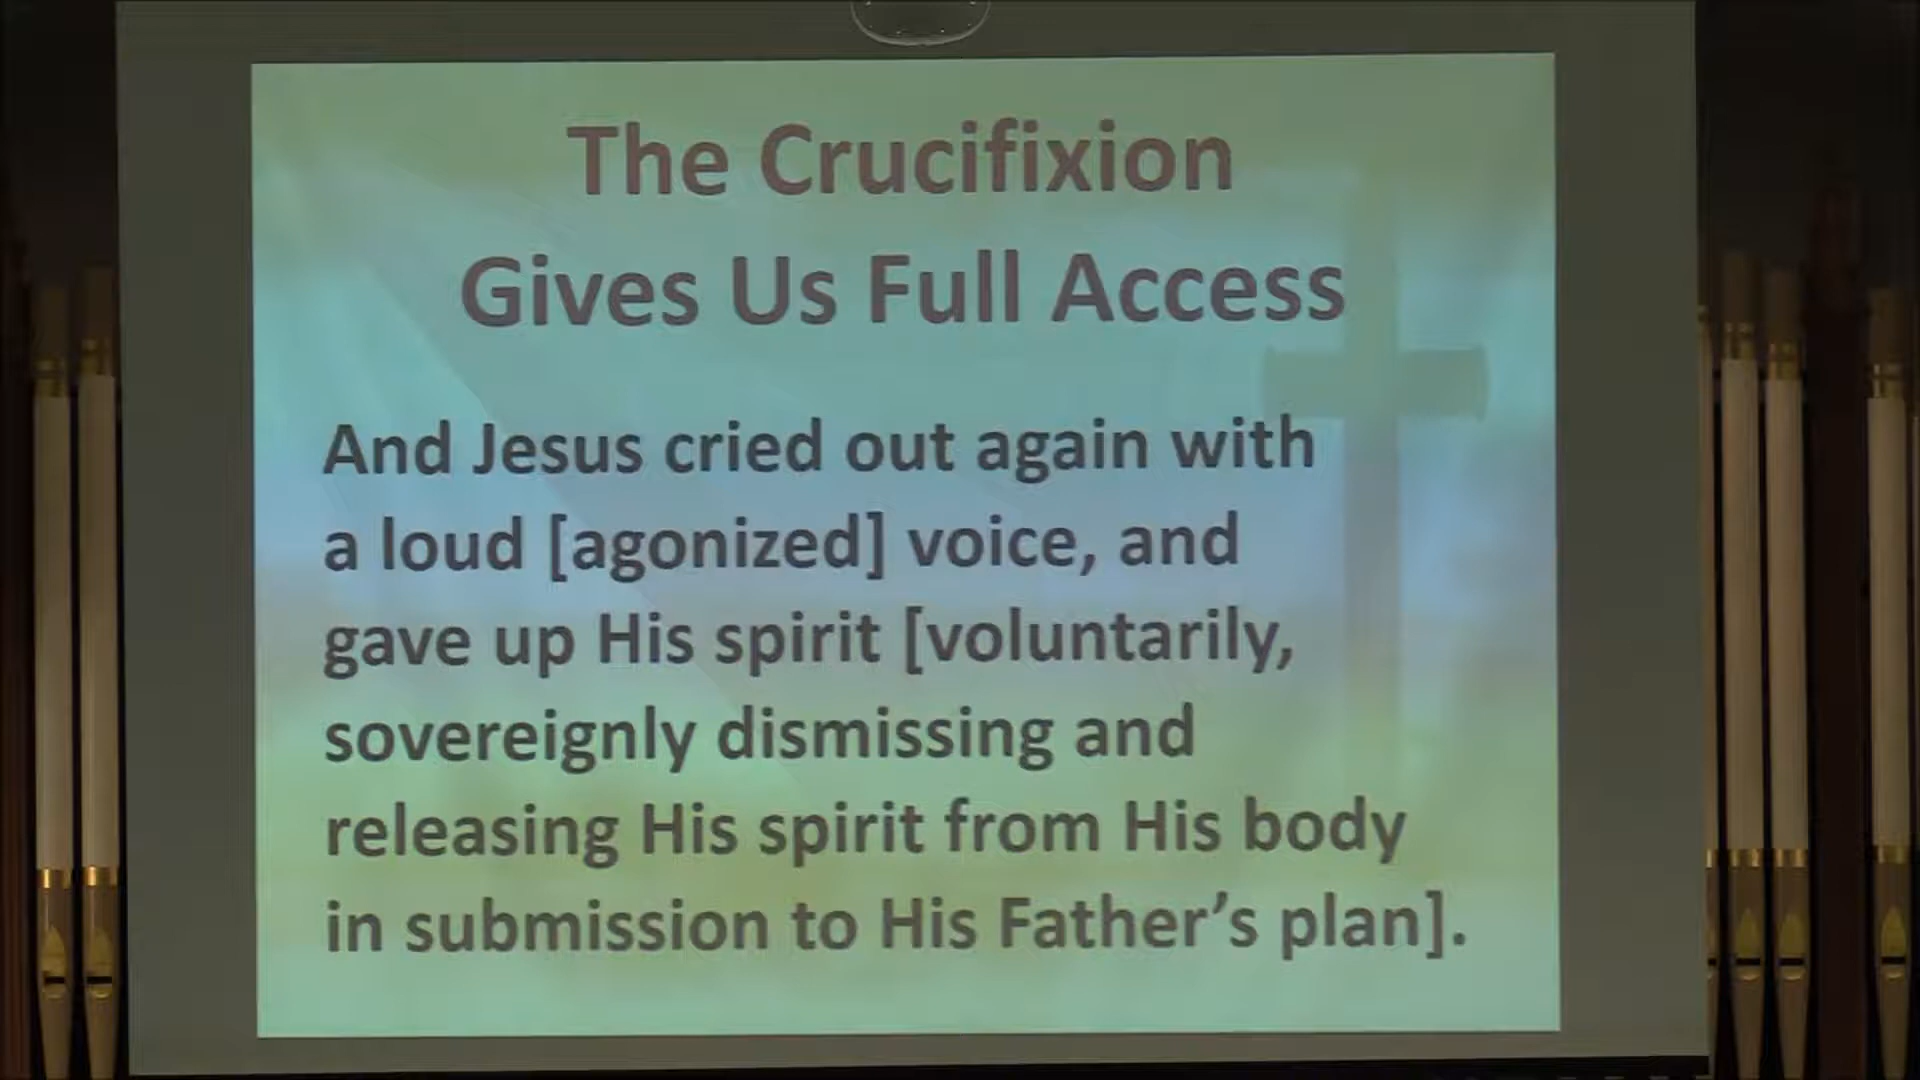 The Crucifixion
Gives Us Full Access
And Jesus cried out again with
a loud [agonized] voice, and
gave up His spirit [voluntarily,
sovereignly dismissing and
releasing His spirit from His body
in submission to His Father’s plan].